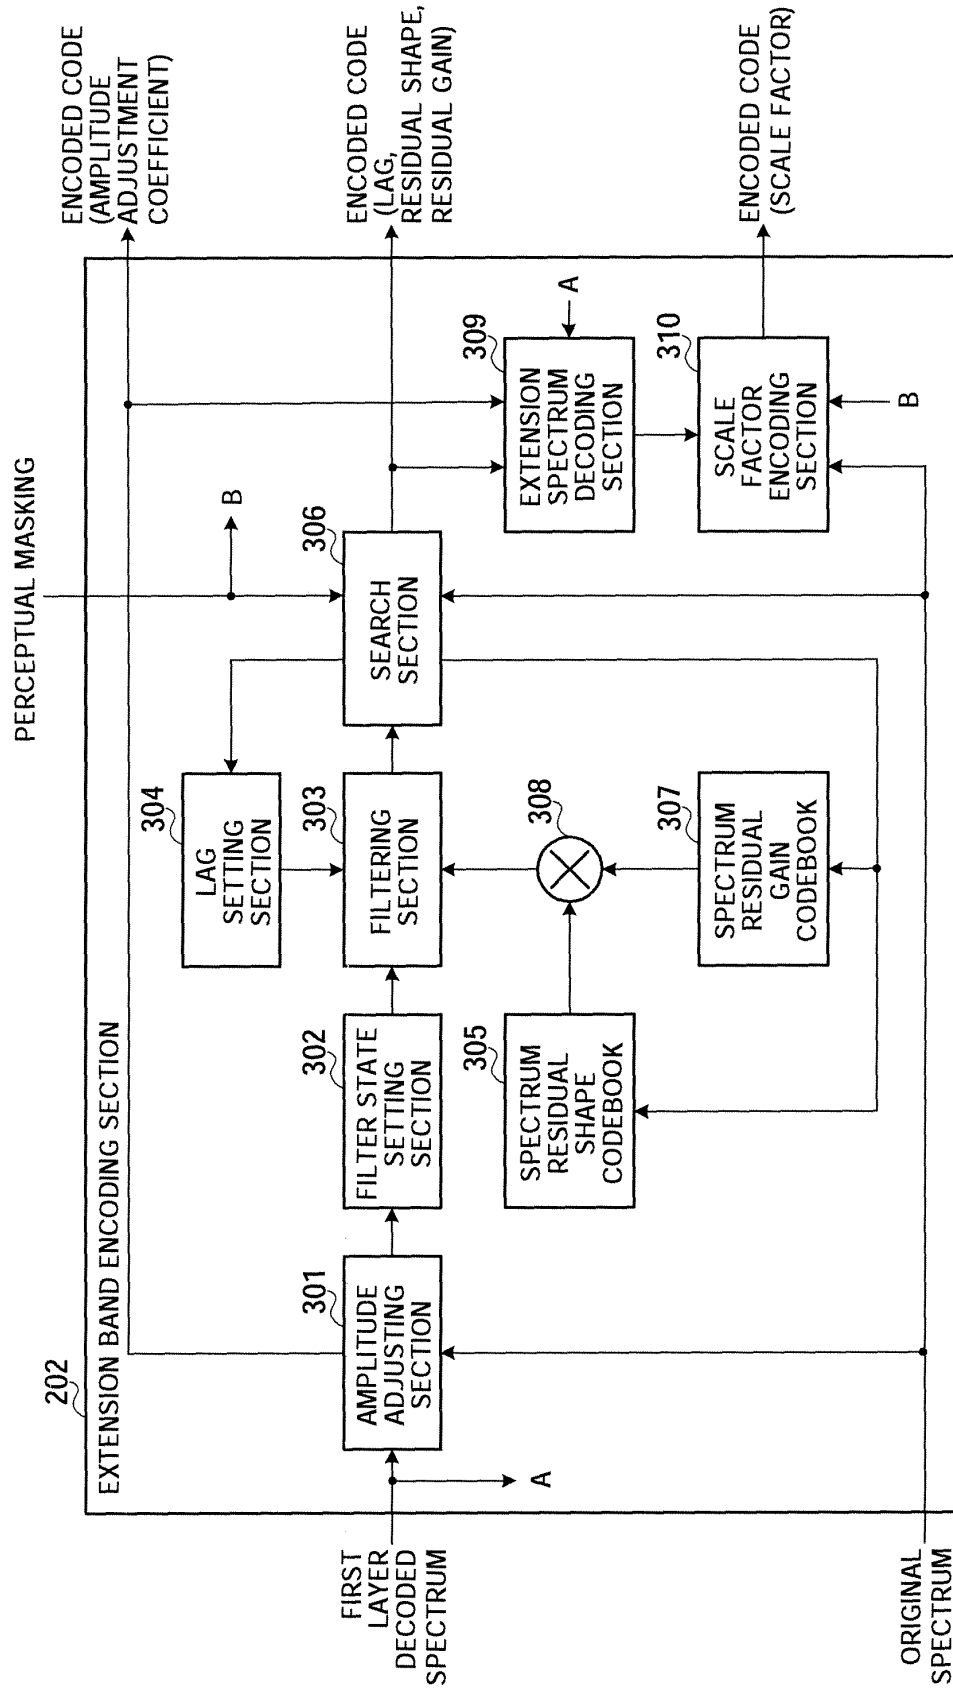 PERCEPTUAL MASKING
202
EXTENSION BAND ENCODING SECTION
ENCODED CODE
(AMPLITUDE
ADJUSTMENT
COEFFICIENT)
304
LAG
SETTING
SECTION
B
FIRST
LAYER
DECODED
SPECTRUM
A
301
AMPLITUDE
ADJUSTING
SECTION
302
FILTER STATE
SETTING
SECTION
303
FILTERING
SECTION
306
SEARCH
SECTION
ENCODED CODE
(LAG,
RESIDUAL SHAPE,
RESIDUAL GAIN)
305
SPECTRUM
RESIDUAL
SHAPE
CODEBOOK
308
309
EXTENSION
SPECTRUM
DECODING
SECTION
A
307
SPECTRUM
RESIDUAL
GAIN
CODEBOOK
310
SCALE
FACTOR
ENCODING
SECTION
B
ENCODED CODE
(SCALE FACTOR)
ORIGINAL
SPECTRUM